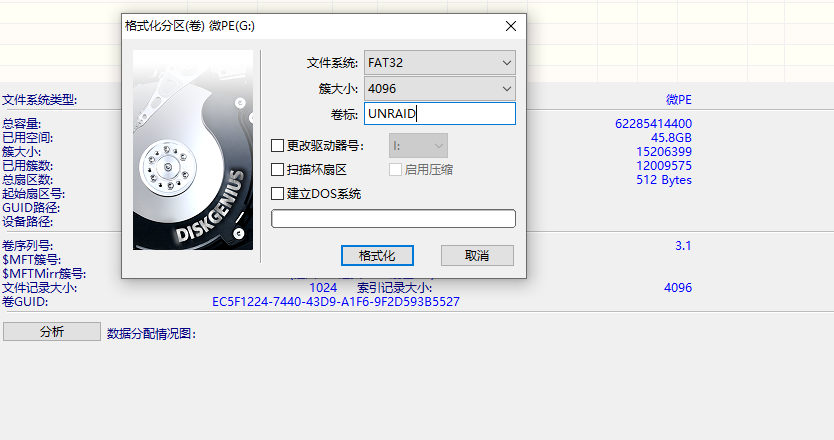 格式化分区(卷) 微PE(G:)
DISKGENIUS
文件系统: FAT32
簇大小: 4096
卷标: UNRAID
更改驱动器号: I:
扫描坏扇区 启用压缩
建立DOS系统
格式化 取消
文件系统类型: 微PE
总容量: 62285414400
已用空间: 45.8GB
簇大小: 15206399
已用簇数: 12009575
总扇区数: 512 Bytes
起始扇区号:
GUID路径:
设备路径:
卷序列号: 3.1
$MFT簇号:
$MFTMirr簇号:
文件记录大小: 1024 索引记录大小: 4096
卷GUID: EC5F1224-7440-43D9-A1F6-9F2D593B5527
分析 数据分配情况图: